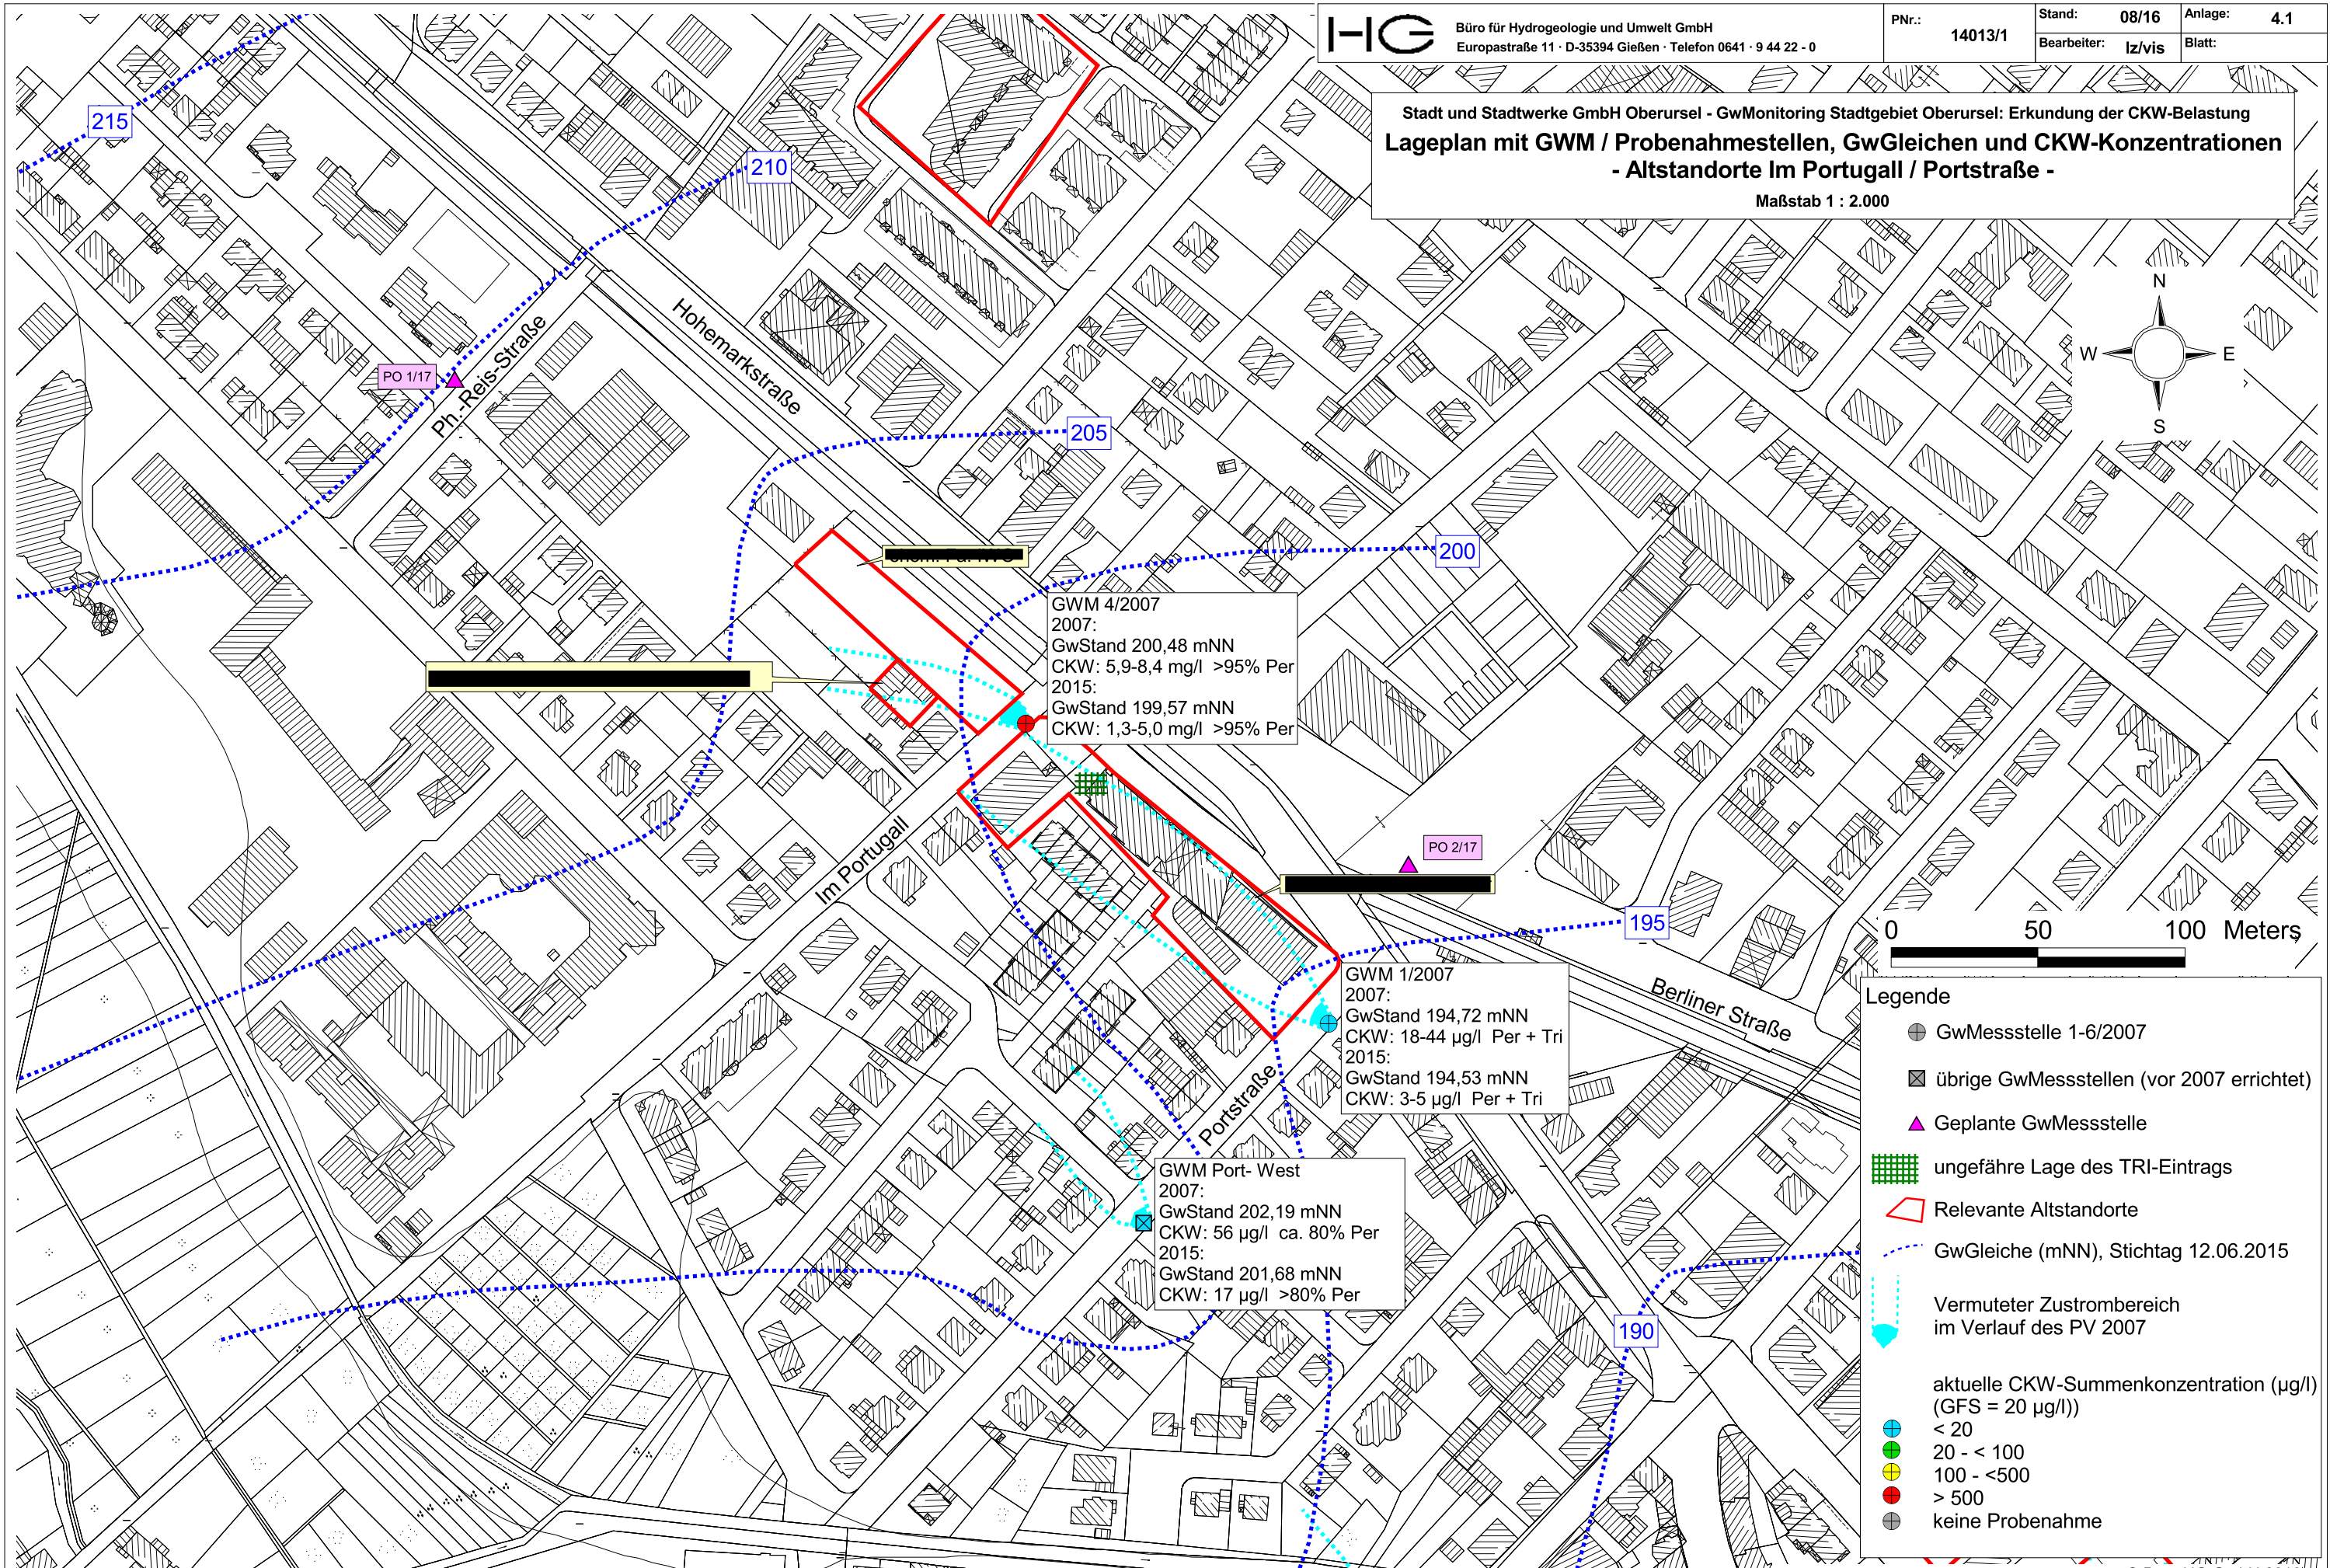 HG
Büro für Hydrogeologie und Umwelt GmbH
Europastraße 11 · D-35394 Gießen · Telefon 0641 · 9 44 22 - 0
PNr.:
14013/1
Stand: 08/16
Anlage: 4.1
Bearbeiter: lz/vis
Blatt:
Stadt und Stadtwerke GmbH Oberursel - GwMonitoring Stadtgebiet Oberursel: Erkundung der CKW-Belastung
Lageplan mit GWM / Probenahmestellen, GwGleichen und CKW-Konzentrationen
- Altstandorte Im Portugall / Portstraße -
Maßstab 1 : 2.000
215
210
N
W
E
S
Hohemarkstraße
PO 1/17
Ph.-Reis-Straße
205
200
GWM 4/2007
2007:
GwStand 200,48 mNN
CKW: 5,9-8,4 mg/l >95% Per
2015:
GwStand 199,57 mNN
CKW: 1,3-5,0 mg/l >95% Per
Im Portugall
PO 2/17
195
0 50 100 Meters
GWM 1/2007
2007:
GwStand 194,72 mNN
CKW: 18-44 µg/l Per + Tri
2015:
GwStand 194,53 mNN
CKW: 3-5 µg/l Per + Tri
Berliner Straße
Portstraße
GWM Port- West
2007:
GwStand 202,19 mNN
CKW: 56 µg/l ca. 80% Per
2015:
GwStand 201,68 mNN
CKW: 17 µg/l >80% Per
190
Legende
GwMessstelle 1-6/2007
übrige GwMessstellen (vor 2007 errichtet)
Geplante GwMessstelle
ungefähre Lage des TRI-Eintrags
Relevante Altstandorte
GwGleiche (mNN), Stichtag 12.06.2015
Vermuteter Zustrombereich
im Verlauf des PV 2007
aktuelle CKW-Summenkonzentration (µg/l)
(GFS = 20 µg/l))
< 20
20 - < 100
100 - <500
> 500
keine Probenahme